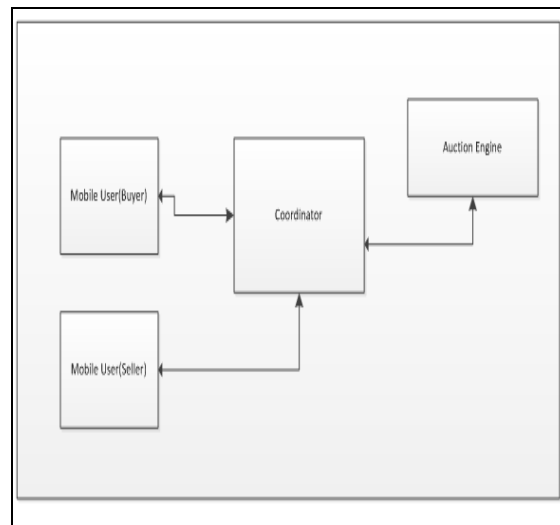 Auction Engine
Mobile User(Buyer)
Coordinator
Mobile User(Seller)